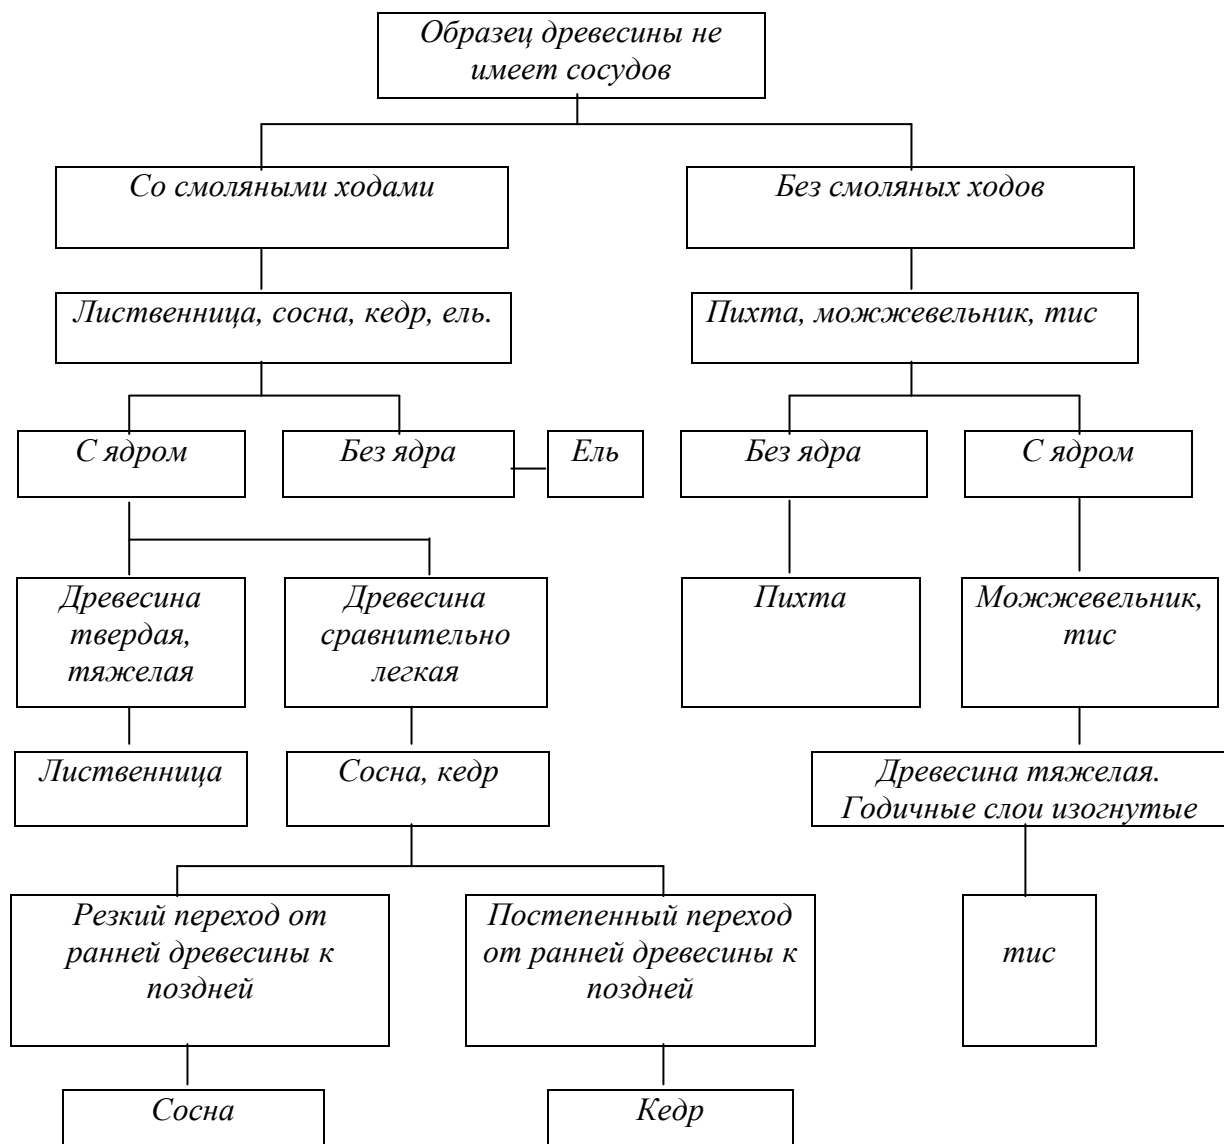 Образец древесины не
имеет сосудов
Со смоляными ходами
Без смоляных ходов
Лиственница, сосна, кедр, ель.
Пихта, можжевельник, тис
С ядром
Без ядра
Ель
Без ядра
С ядром
Древесина
твердая,
тяжелая
Древесина
сравнительно
легкая
Пихта
Можжевельник,
тис
Лиственница
Сосна, кедр
Древесина тяжелая.
Годичные слои изогнутые
Резкий переход от
ранней древесины к
поздней
Постепенный переход
от ранней древесины к
поздней
тис
Сосна
Кедр